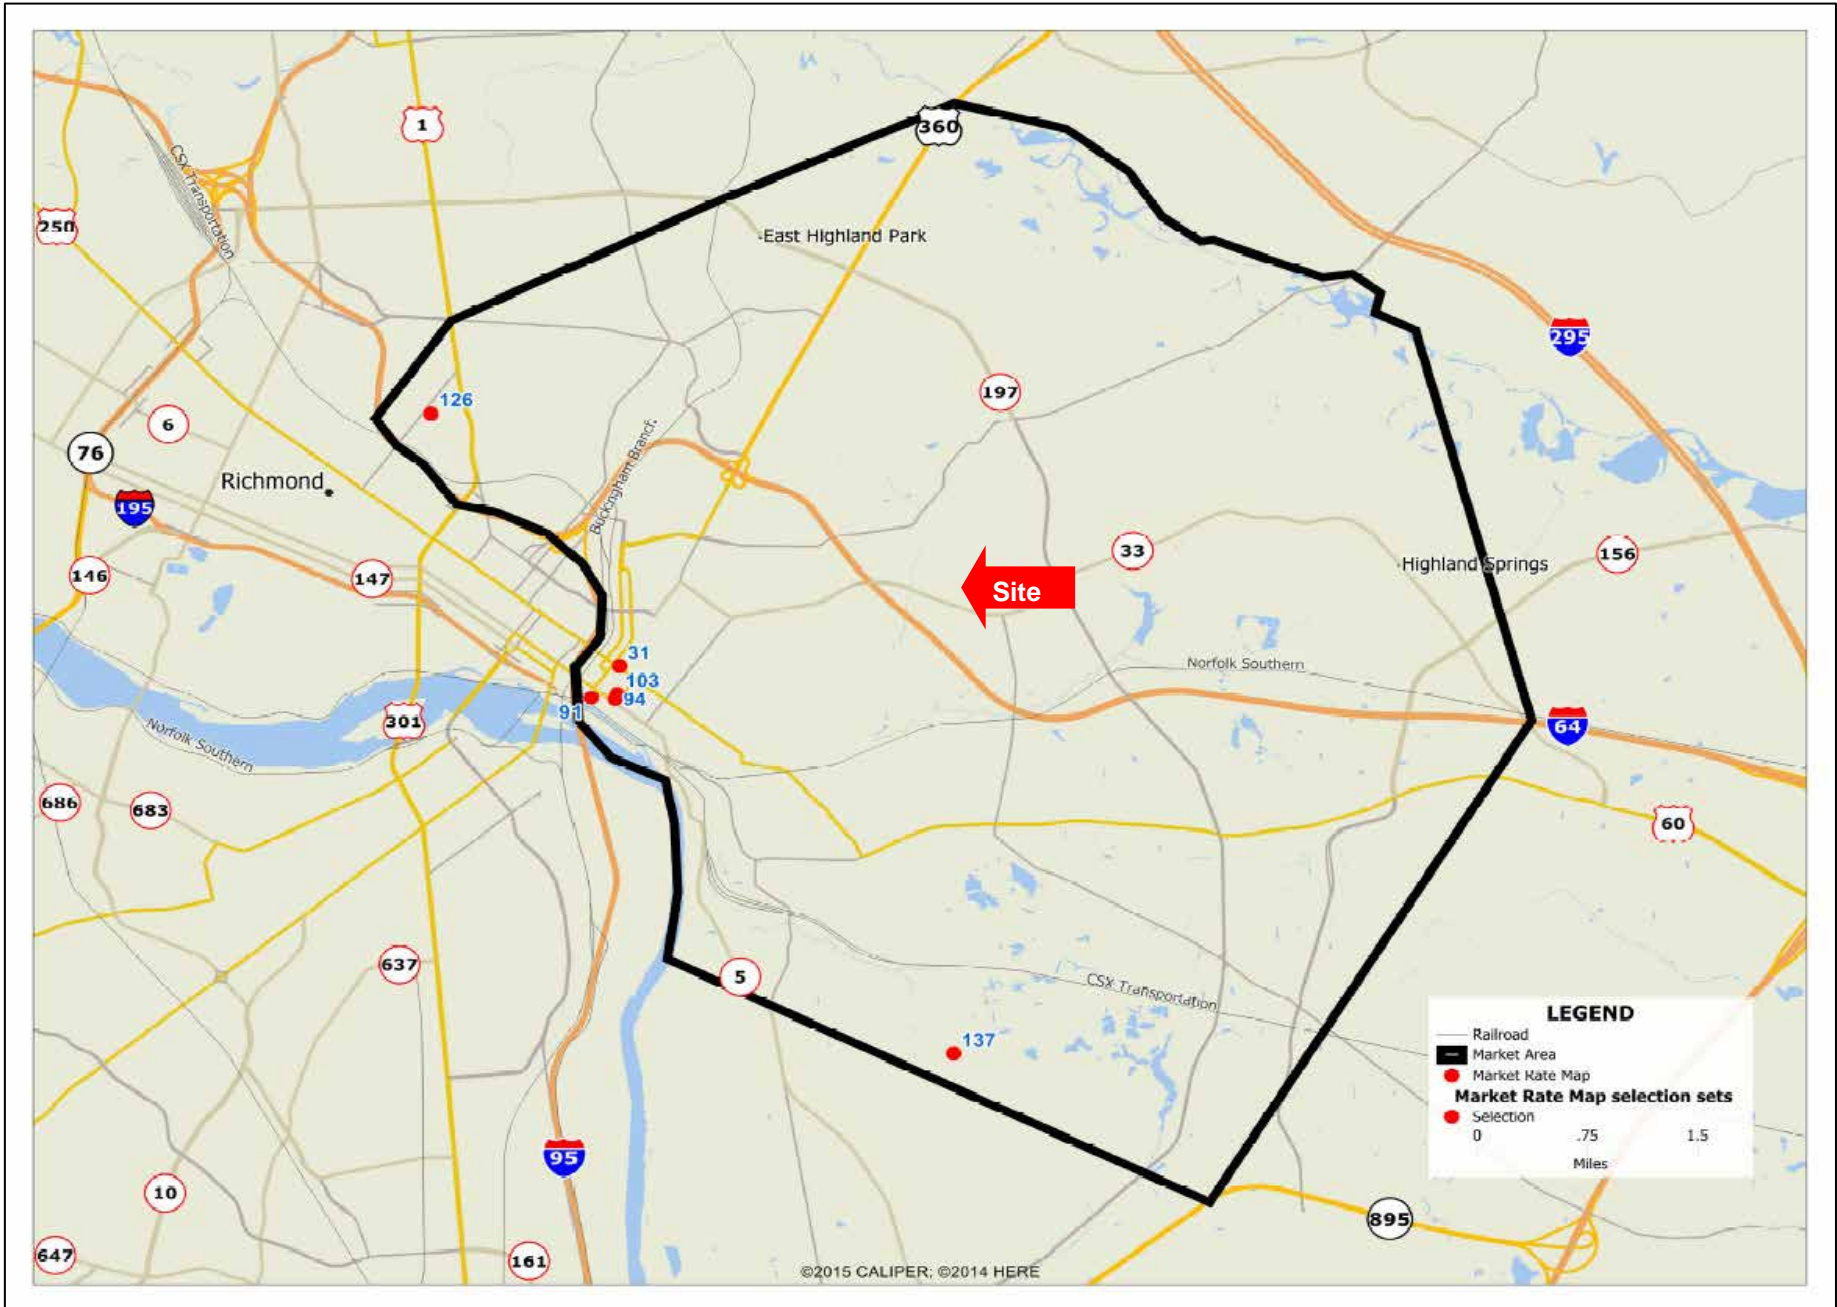 1
360
CSX Transportation
250
East Highland Park
295
197
126
6
76
Richmond
195
Buckingham Branch
33
Highland Springs
156
146
147
Site
31
103
94
91
Norfolk Southern
301
64
Norfolk Southern
686
683
60
637
5
CSX Transportation
137
LEGEND
Railroad
Market Area
Market Rate Map
Market Rate Map selection sets
Selection
0 .75 1.5
Miles
95
10
895
647
161
©2015 CALIPER; ©2014 HERE